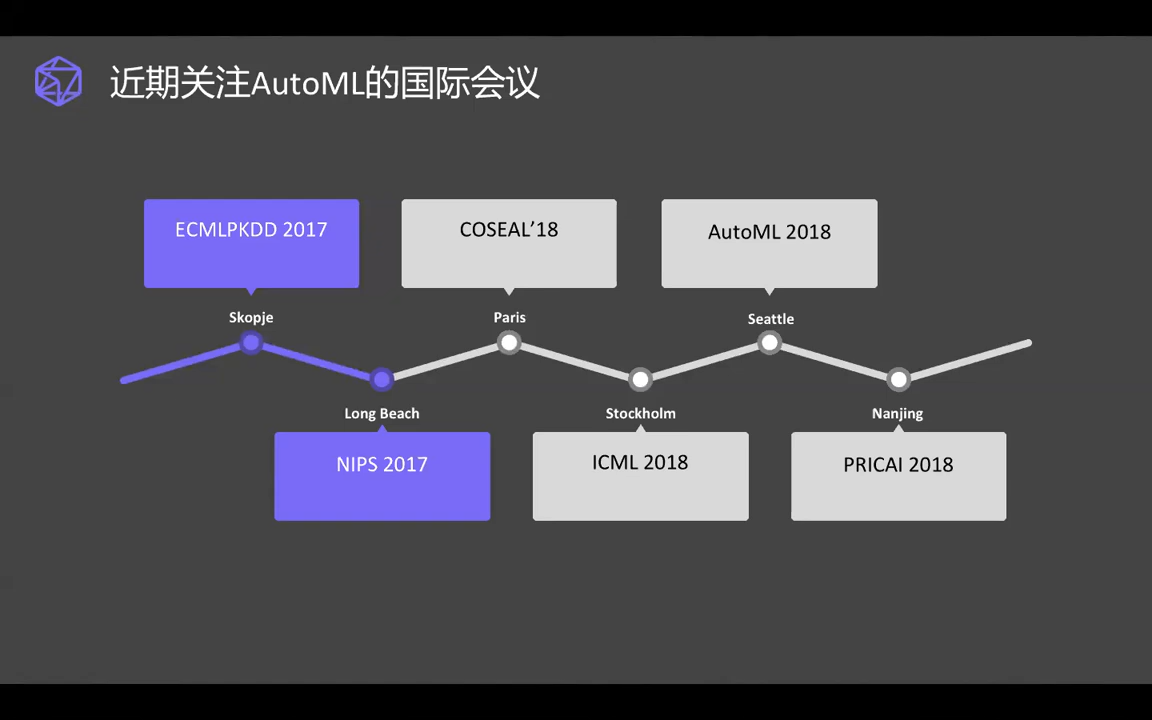 近期关注AutoML的国际会议
ECMLPKDD 2017
COSEAL’18
AutoML 2018
Skopje
Paris
Seattle
Long Beach
Stockholm
Nanjing
NIPS 2017
ICML 2018
PRICAI 2018